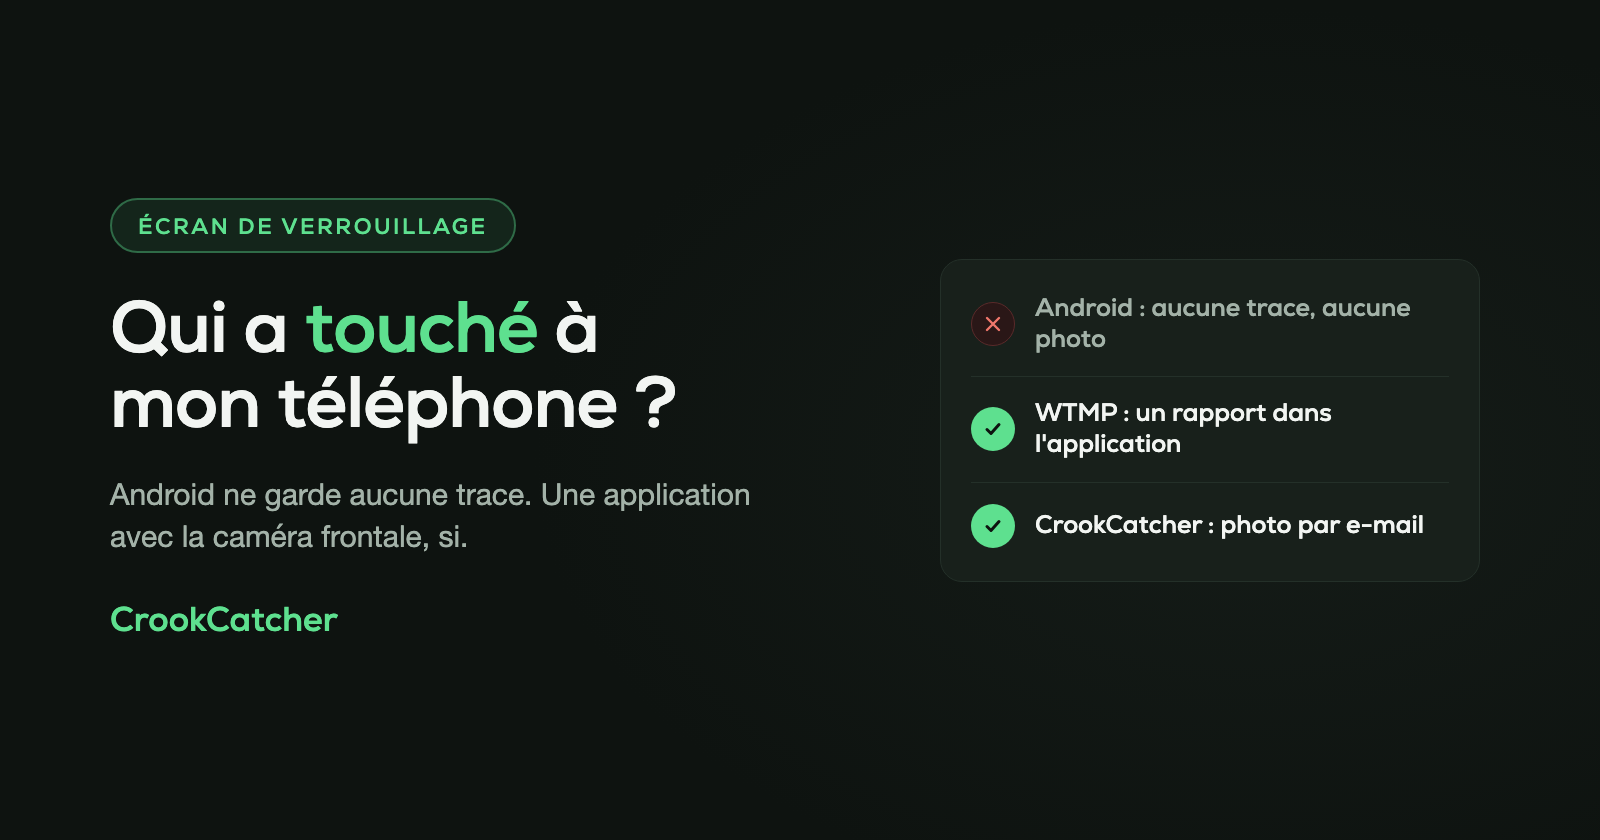 ÉCRAN DE VERROUILLAGE
Qui a touché à
mon téléphone ?
Android ne garde aucune trace. Une application
avec la caméra frontale, si.
CrookCatcher
Android : aucune trace, aucune
photo
WTMP : un rapport dans
l'application
CrookCatcher : photo par e-mail